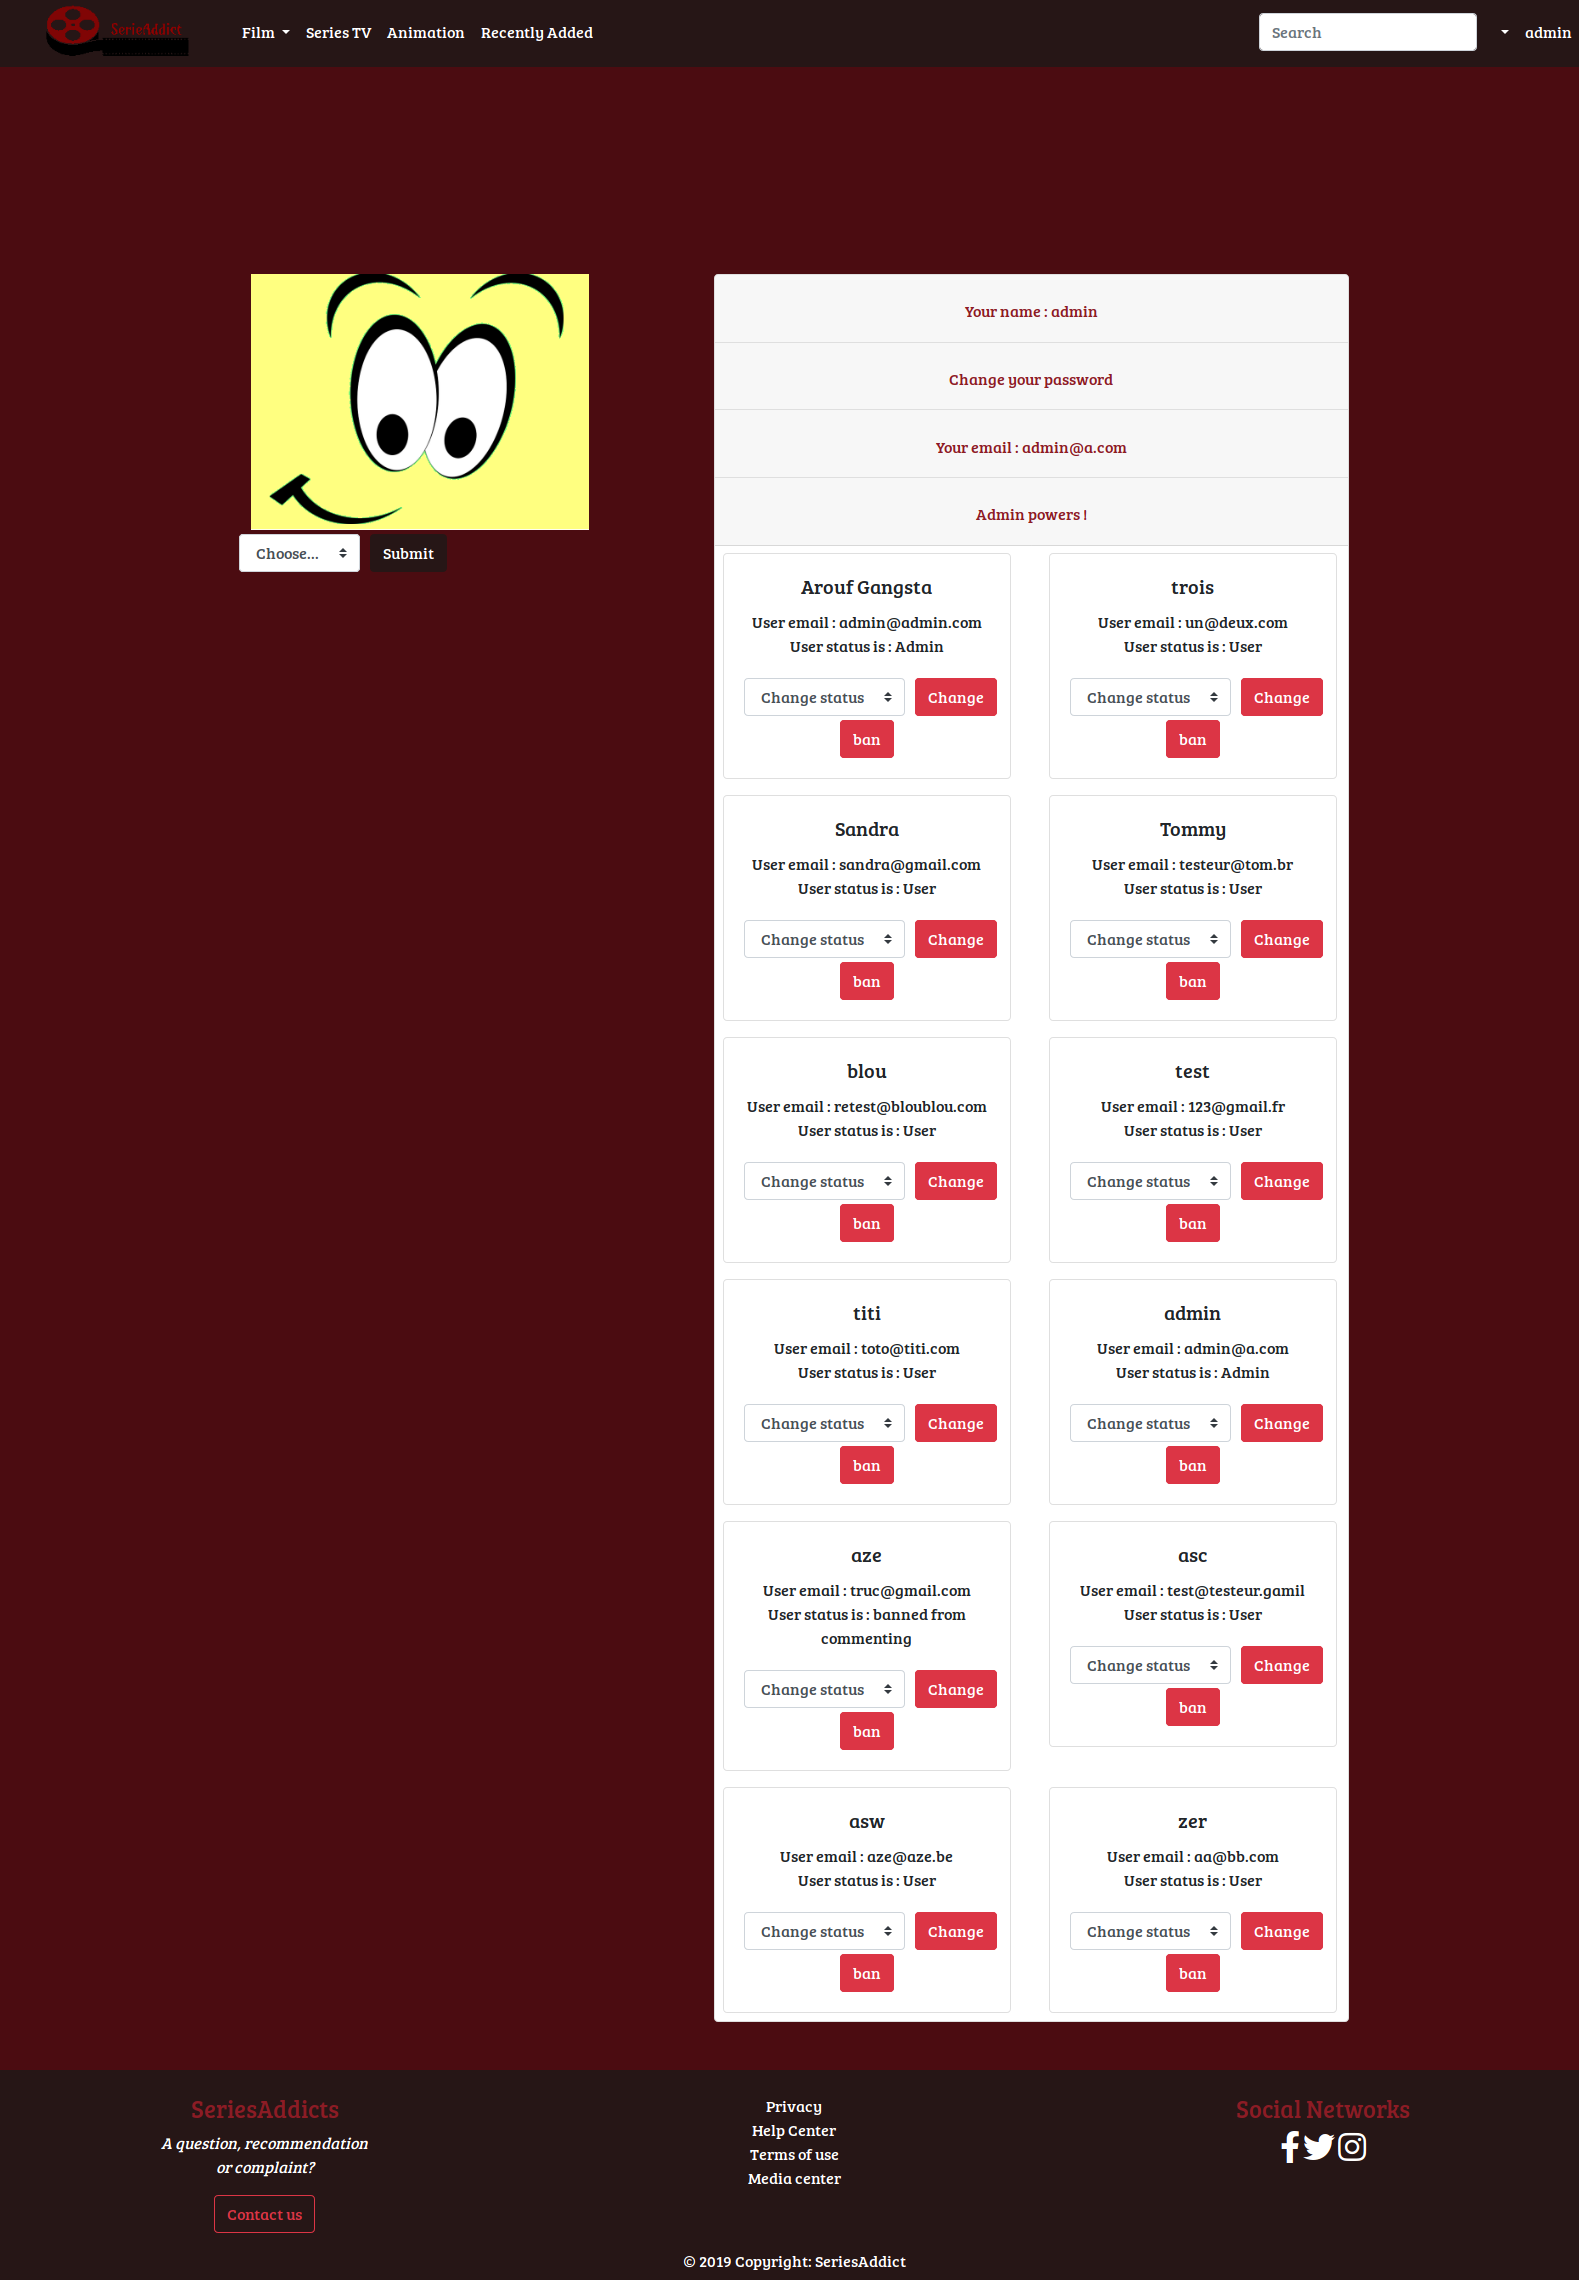 SerieAddict
Film
Series TV
Animation
Recently Added
Search
admin
Your name : admin
Change your password
Your email : admin@a.com
Admin powers !
Choose...
Submit
Arouf Gangsta
User email : admin@admin.com
User status is : Admin
Change status
Change
ban
trois
User email : un@deux.com
User status is : User
Change status
Change
ban
Sandra
User email : sandra@gmail.com
User status is : User
Change status
Change
ban
Tommy
User email : testeur@tom.br
User status is : User
Change status
Change
ban
blou
User email : retest@bloublou.com
User status is : User
Change status
Change
ban
test
User email : 123@gmail.fr
User status is : User
Change status
Change
ban
titi
User email : toto@titi.com
User status is : User
Change status
Change
ban
admin
User email : admin@a.com
User status is : Admin
Change status
Change
ban
aze
User email : truc@gmail.com
User status is : banned from
commenting
Change status
Change
ban
asc
User email : test@testeur.gamil
User status is : User
Change status
Change
ban
asw
User email : aze@aze.be
User status is : User
Change status
Change
ban
zer
User email : aa@bb.com
User status is : User
Change status
Change
ban
SeriesAddicts
A question, recommendation
or complaint?
Contact us
Privacy
Help Center
Terms of use
Media center
Social Networks
© 2019 Copyright: SeriesAddict